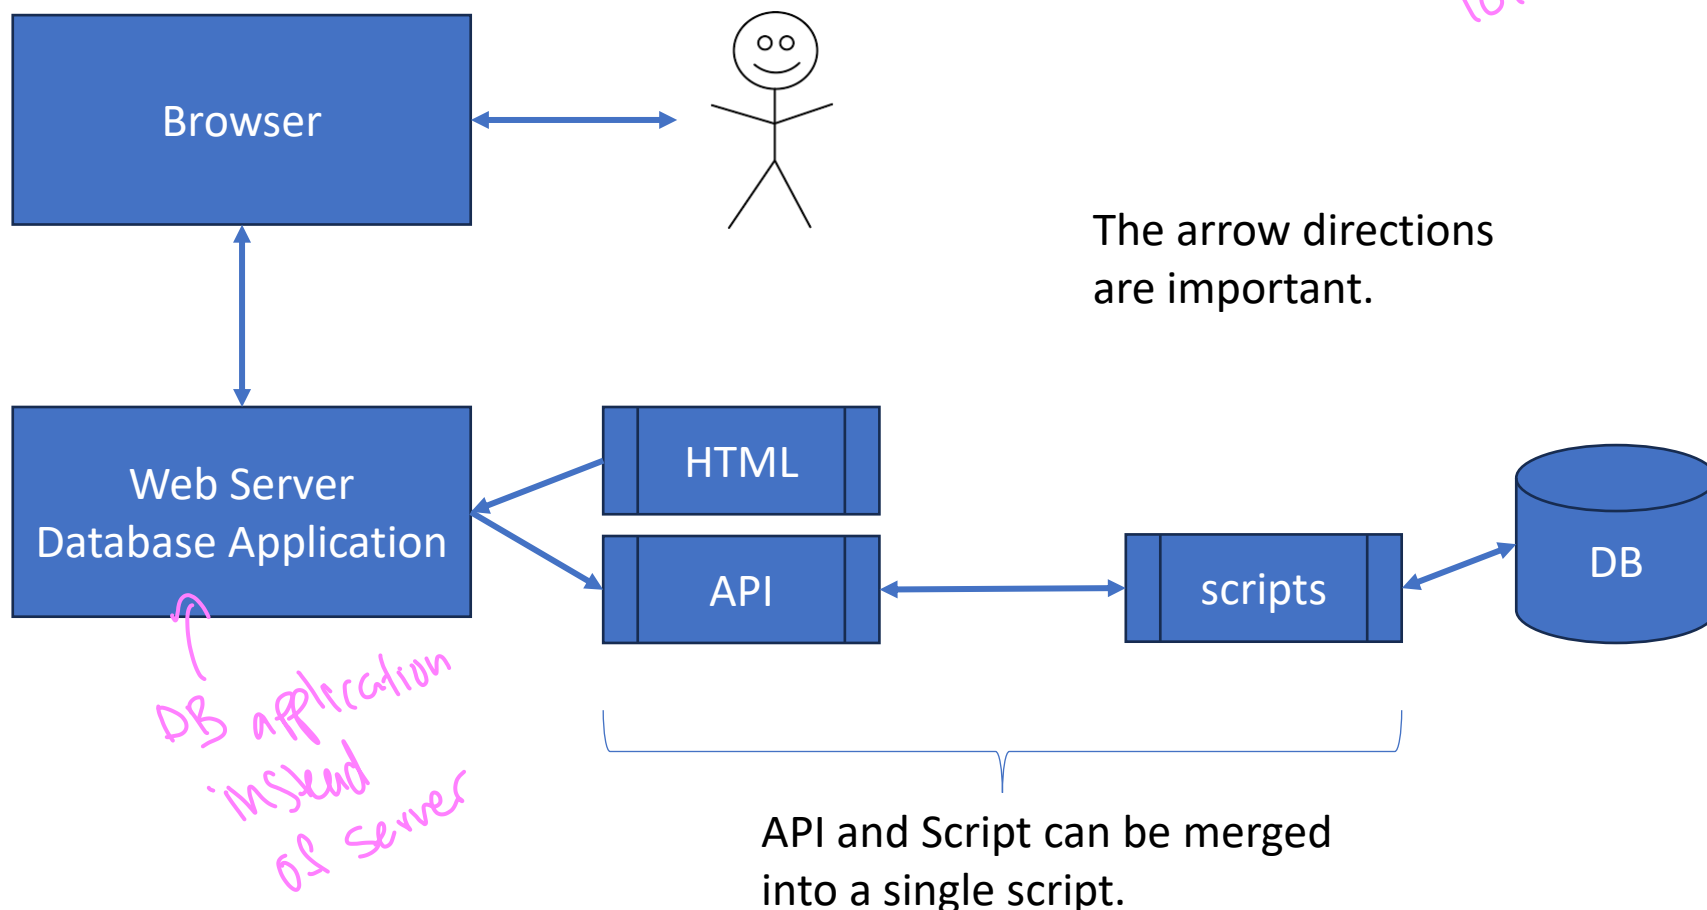 Browser
The arrow directions
are important.
Web Server
Database Application
HTML
API
scripts
DB
DB application
instead
of server
API and Script can be merged
into a single script.